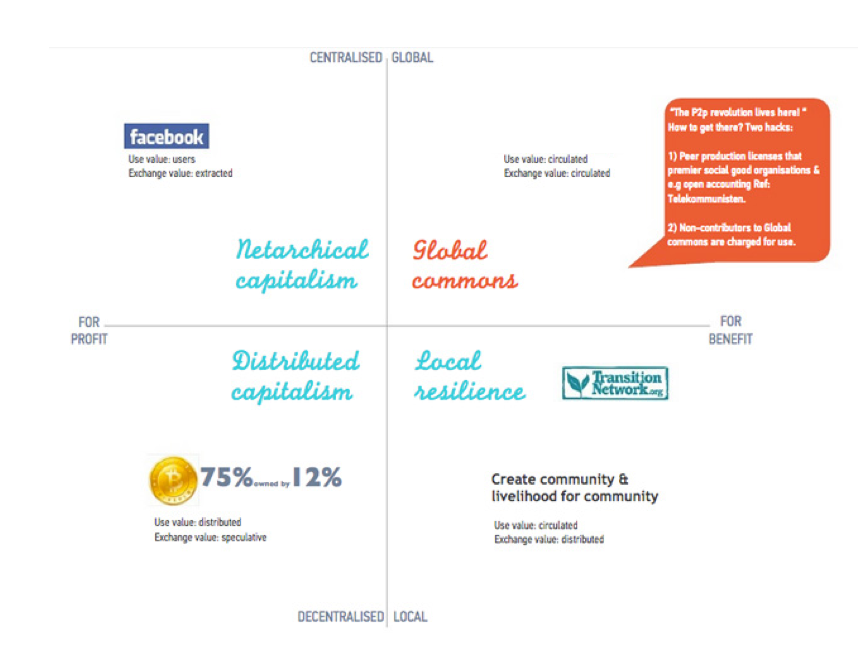 CENTRALISED GLOBAL
facebook
Use value: users
Exchange value: extracted
Use value: circulated
Exchange value: circulated
"The P2p revolution lives here! "
How to get there? Two hacks:
1) Peer production licenses that
premier social good organisations &
e.g open accounting Ref:
Telekommunisten.
2) Non-contributors to Global
commons are charged for use.
Netarchical
capitalism
Global
commons
FOR
PROFIT
FOR
BENEFIT
Distributed
capitalism
Local
resilience
Transition
Network.org
75% owned by 12%
Use value: distributed
Exchange value: speculative
Create community &
livelihood for community
Use value: circulated
Exchange value: distributed
DECENTRALISED LOCAL